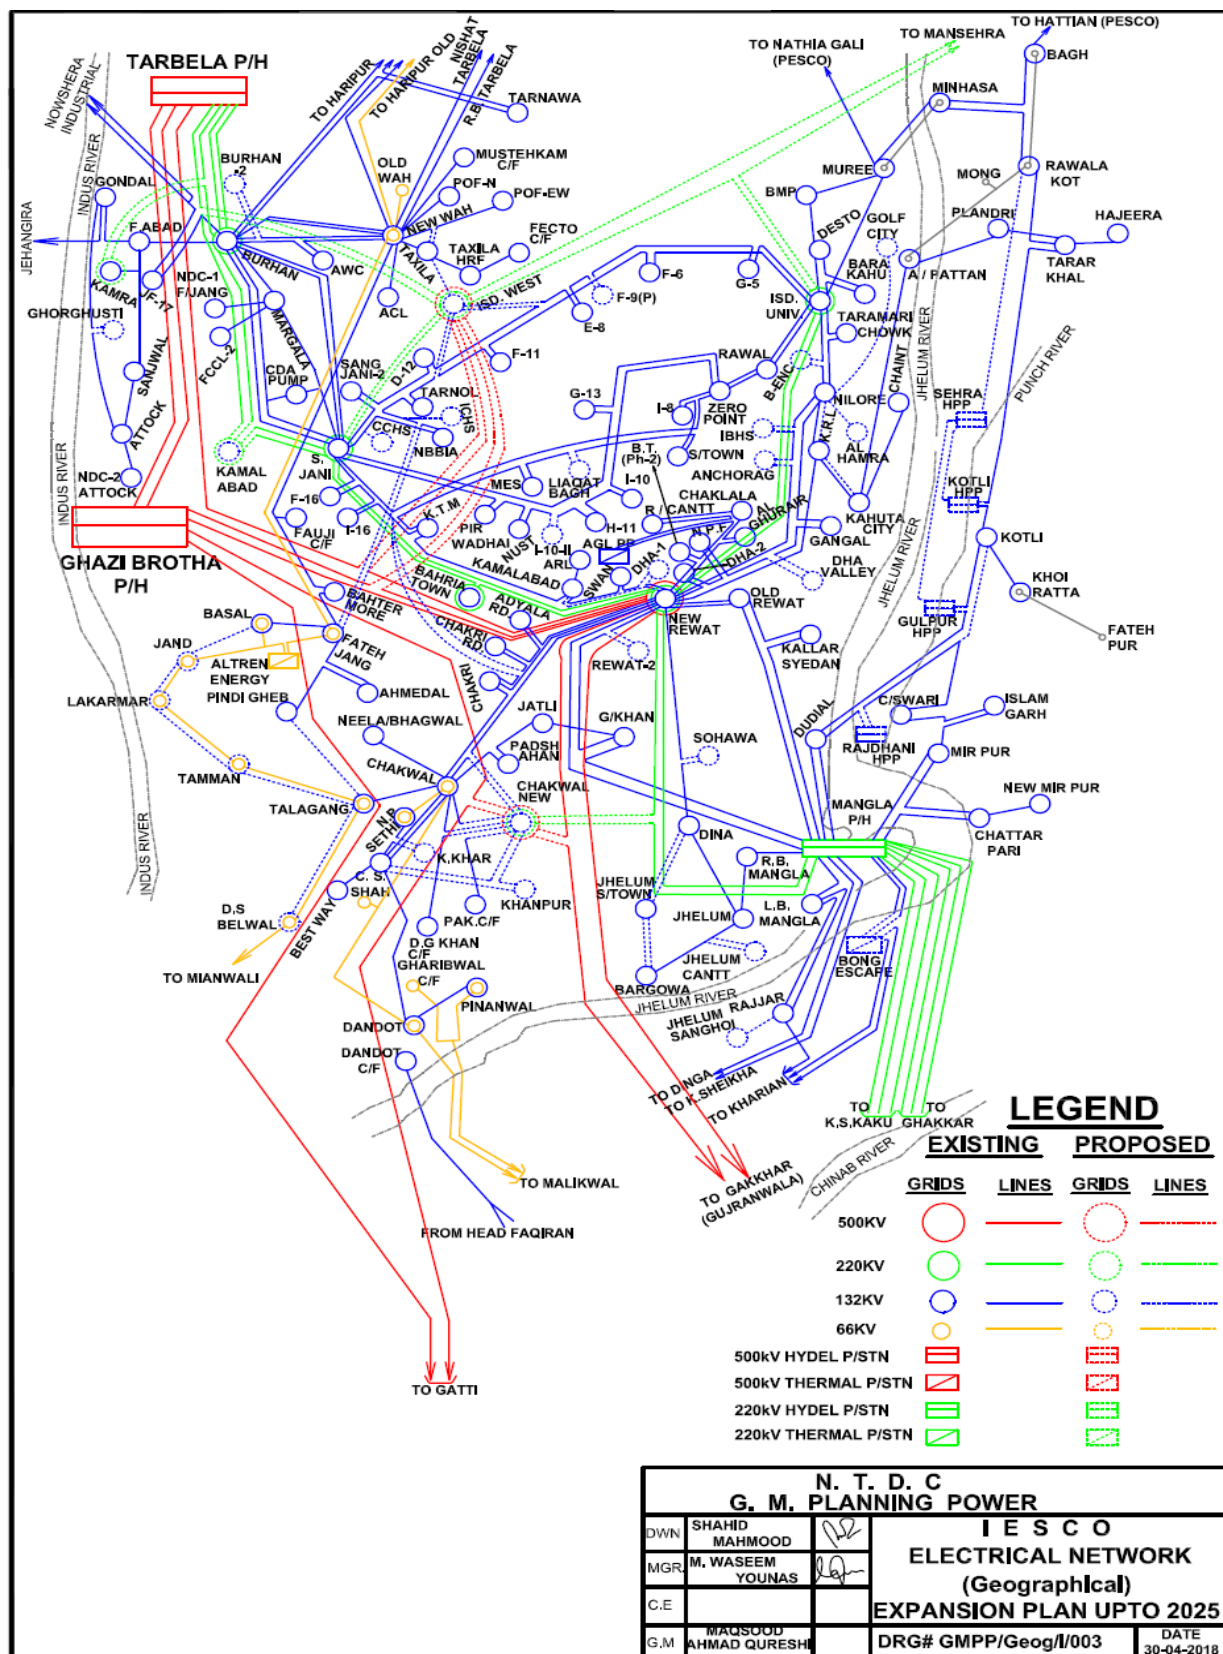 TO HATTIAN (PESCO)
TO MANSEHRA
TO NATHIA GALI
(PESCO)
BAGH
NISHAT
TARBELA
R.B. TARBELA
TO HARIPUR OLD
TO HARIPUR
TARBELA P/H
NOWSHERA
INDUSTRIAL
INDUS RIVER
TARNAWA
MINHASA
BURHAN
-2
OLD
WAH
MUSTEHKAM
C/F
POF-N
POF-EW
MUREE
MONG
RAWALA
KOT
GONDAL
BMP
DESTO
GOLF
CITY
PLANDRI
HAJEERA
F.ABAD
JEHANGIRA
BURHAN
NEW WAH
TAXILA
TAXILA
HRF
FECTO
C/F
AWC
KAMRA
JF-17
NDC-1
F/JANG
F-6
G-5
BARA
KAHU
A / PATTAN
TARAR
KHAL
GHORGHUSTI
ACL
ISD. WEST
F-9(P)
E-8
ISD.
UNIV.
TARAMARI
CHOWK
MARGALA
FCCL-2
SANJWAL
CDA
PUMP
SANG
JANI-2
D-12
F-11
RAWAL
B-ENC
CHAINT
JHELUM RIVER
PUNCH RIVER
TARNOL
ICHS
G-13
I-8
ZERO
POINT
NILORE
SEHRA
HPP
ATTOCK
CCHS
NBBIA
S/TOWN
IBHS
K.R.L
AL
HAMRA
NDC-2
ATTOCK
KAMAL
ABAD
S.
JANI
B.T.
(Ph-2)
ANCHORAG
MES
LIAQAT
BAGH
I-10
CHAKLALA
KOTLI
HPP
F-16
I-16
K.T.M
PIR
WADHAI
NUST
H-11
R / CANTT
AL
GHURAIR
KAHUTA
CITY
GANGAL
KOTLI
INDUS RIVER
GHAZI BROTHA
P/H
FAUJI
C/F
I-10-II
AGL PP
ARL
N.P.F
KAMALABAD
SWAN
DHA-1
DHA-2
DHA
VALLEY
JHELUM RIVER
KHOI
RATTA
BAHTER
MORE
BAHRIA
TOWN
ADYALA
RD
NEW
REWAT
OLD
REWAT
GULPUR
HPP
FATEH
PUR
BASAL
CHAKRI
RD
FATEH
JANG
JAND
ALTREN
ENERGY
KALLAR
SYEDAN
REWAT-2
PINDI GHEB
AHMEDAL
CHAKRI
LAKARMAR
C/SWARI
ISLAM
GARH
NEELA/BHAGWAL
JATLI
G/KHAN
DUDIAL
RAJDHANI
HPP
PADSH
AHAN
SOHAWA
MIR PUR
TAMMAN
CHAKWAL
CHAKWAL
NEW
NEW MIR PUR
TALAGANG
N.P
SETHI
DINA
MANGLA
P/H
CHATTAR
PARI
K.KHAR
R.B.
MANGLA
INDUS RIVER
C. S.
SHAH
KHANPUR
JHELUM
S/TOWN
L.B.
MANGLA
JHELUM
D.S
BELWAL
BEST WAY
PAK.C/F
D.G KHAN
C/F
JHELUM
CANTT
BONG
ESCAPE
TO MIANWALI
GHARIBWAL
C/F
BARGOWA
PINANWAL
JHELUM RIVER
DANDOT
JHELUM RAJJAR
SANGHOI
DANDOT
C/F
TO DINGA
TO K.SHEIKHA
TO KHARIAN
TO
K.S.KAKU
TO
GHAKKAR
CHINAB RIVER
TO MALIKWAL
TO GAKKHAR
(GUJRANWALA)
FROM HEAD FAQIRAN
TO GATTI
LEGEND
EXISTING PROPOSED
GRIDS LINES GRIDS LINES
500KV
220KV
132KV
66KV
500kV HYDEL P/STN
500kV THERMAL P/STN
220kV HYDEL P/STN
220kV THERMAL P/STN
N. T. D. C
G. M. PLANNING POWER
DWN SHAHID
MAHMOOD
MGR. M. WASEEM
YOUNAS
C.E
G.M MAQSOOD
AHMAD QURESHI
I E S C O
ELECTRICAL NETWORK
(Geographical)
EXPANSION PLAN UPTO 2025
DRG# GMPP/Geog/I/003
DATE
30-04-2018